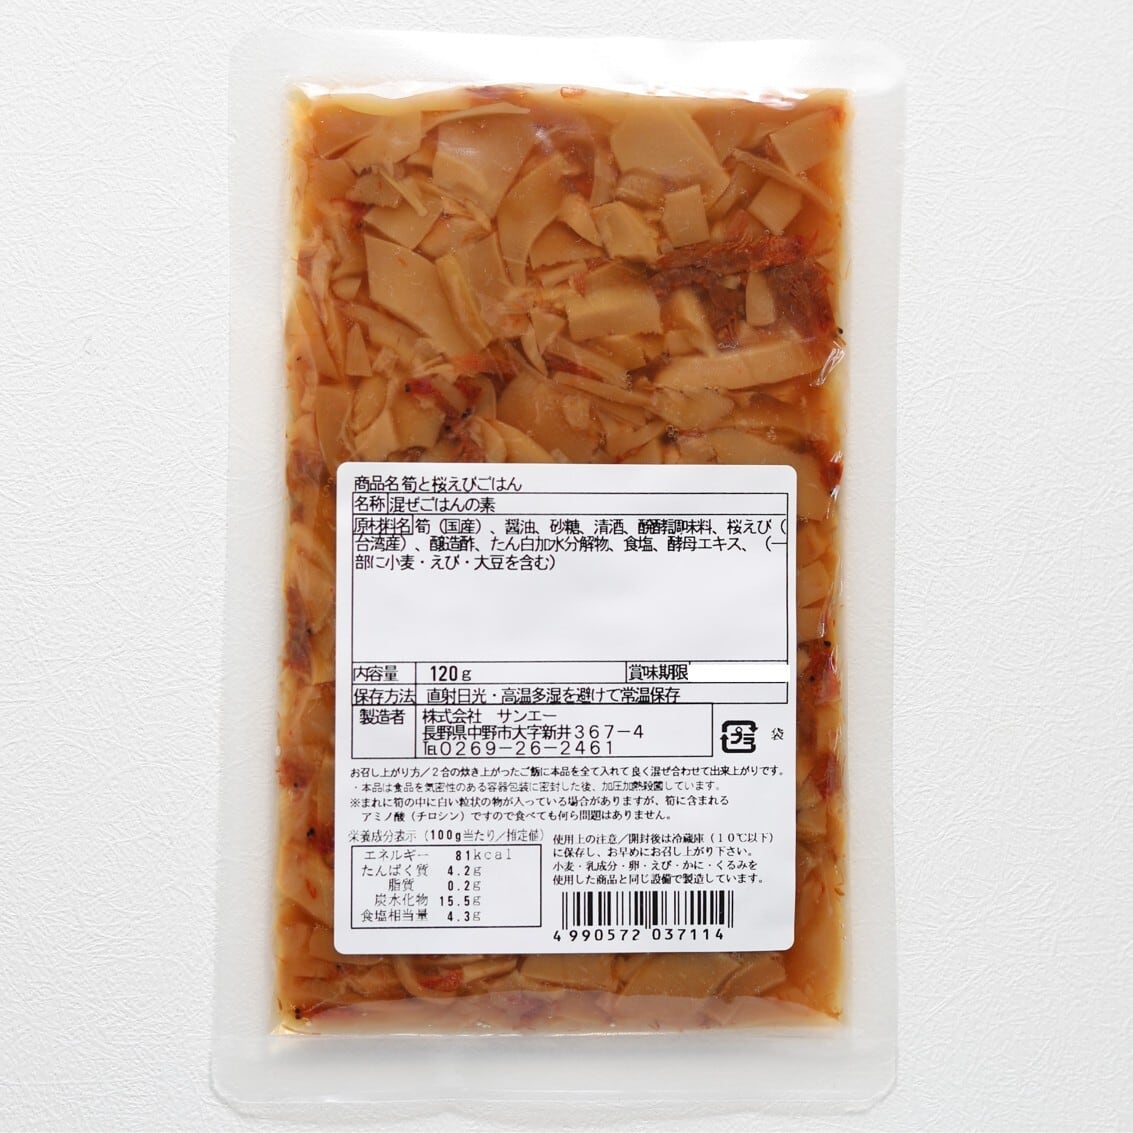 商品名 筍と桜えびごはん
名称 混ぜごはんの素
原材料名 筍（国産）、醤油、砂糖、清酒、醗酵調味料、桜えび（
台湾産）、醸造酢、たん白加水分解物、食塩、酵母エキス、（一
部に小麦・えび・大豆を含む）
内容量 120g 賞味期限
保存方法 直射日光・高温多湿を避けて常温保存
製造者 株式会社 サンエー
長野県中野市大字新井３６７－４
℡０２６９－２６－２４６１
プラ 袋
お召し上がり方／２合の炊き上がったご飯に本品を全て入れて良く混ぜ合わせて出来上がりです。
・本品は食品を気密性のある容器包装に密封した後、加圧加熱殺菌しています。
※まれに筍の中に白い粒状の物が入っている場合がありますが、筍に含まれる
アミノ酸（チロシン）ですので食べても何ら問題はありません。
栄養成分表示（100g当たり／推定値）
エネルギー 81kcal
たんぱく質 4.2g
脂質 0.2g
炭水化物 15.5g
食塩相当量 4.3g
使用上の注意／開封後は冷蔵庫（１０℃以下）
に保存し、お早めにお召し上がり下さい。
小麦・乳成分・卵・えび・かに・くるみを
使用した商品と同じ設備で製造しています。
4 990572 037114